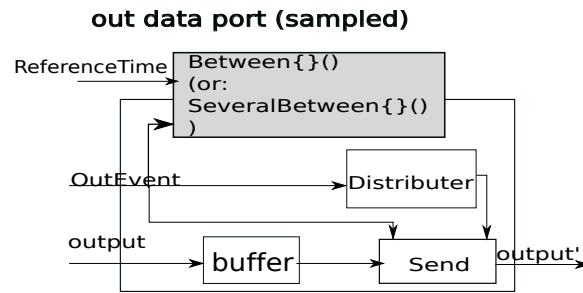 out data port (sampled)
ReferenceTime
Between{}()
(or:
SeveralBetween{}()
)
OutEvent
Distributer
output
buffer
Send
output'